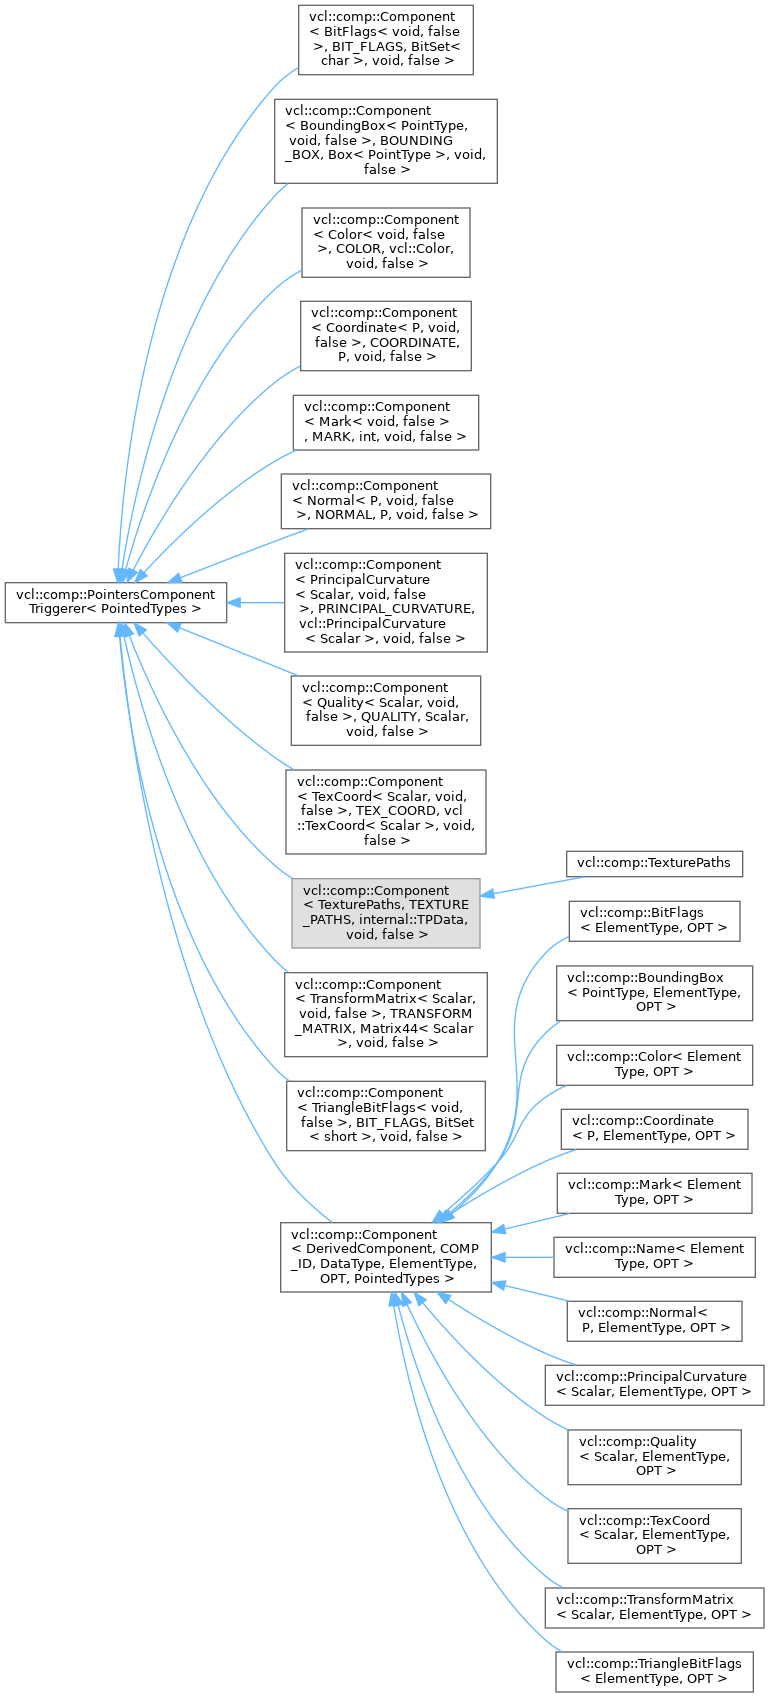 vcl::comp::Component
< BitFlags< void, false
>, BIT_FLAGS, BitSet<
char >, void, false >
vcl::comp::Component
< BoundingBox< PointType,
void, false >, BOUNDING
_BOX, Box< PointType >, void,
false >
vcl::comp::Component
< Color< void, false
>, COLOR, vcl::Color,
void, false >
vcl::comp::Component
< Coordinate< P, void,
false >, COORDINATE,
P, void, false >
vcl::comp::Component
< Mark< void, false >
, MARK, int, void, false >
vcl::comp::Component
< Normal< P, void, false
>, NORMAL, P, void, false >
vcl::comp::Component
< PrincipalCurvature
< Scalar, void, false
>, PRINCIPAL_CURVATURE,
vcl::PrincipalCurvature
< Scalar >, void, false >
vcl::comp::PointersComponent
Triggerer< PointedTypes >
vcl::comp::Component
< Quality< Scalar, void,
false >, QUALITY, Scalar,
void, false >
vcl::comp::Component
< TexCoord< Scalar, void,
false >, TEX_COORD, vcl
::TexCoord< Scalar >, void,
false >
vcl::comp::Component
< TexturePaths, TEXTURE
_PATHS, internal::TPData,
void, false >
vcl::comp::TexturePaths
vcl::comp::Component
< TransformMatrix< Scalar,
void, false >, TRANSFORM
_MATRIX, Matrix44< Scalar
>, void, false >
vcl::comp::Component
< TriangleBitFlags< void,
false >, BIT_FLAGS, BitSet
< short >, void, false >
vcl::comp::Component
< DerivedComponent, COMP
_ID, DataType, ElementType,
OPT, PointedTypes >
vcl::comp::BitFlags
< ElementType, OPT >
vcl::comp::BoundingBox
< PointType, ElementType,
OPT >
vcl::comp::Color< Element
Type, OPT >
vcl::comp::Coordinate
< P, ElementType, OPT >
vcl::comp::Mark< Element
Type, OPT >
vcl::comp::Name< Element
Type, OPT >
vcl::comp::Normal<
P, ElementType, OPT >
vcl::comp::PrincipalCurvature
< Scalar, ElementType, OPT >
vcl::comp::Quality
< Scalar, ElementType,
OPT >
vcl::comp::TexCoord
< Scalar, ElementType,
OPT >
vcl::comp::TransformMatrix
< Scalar, ElementType, OPT >
vcl::comp::TriangleBitFlags
< ElementType, OPT >